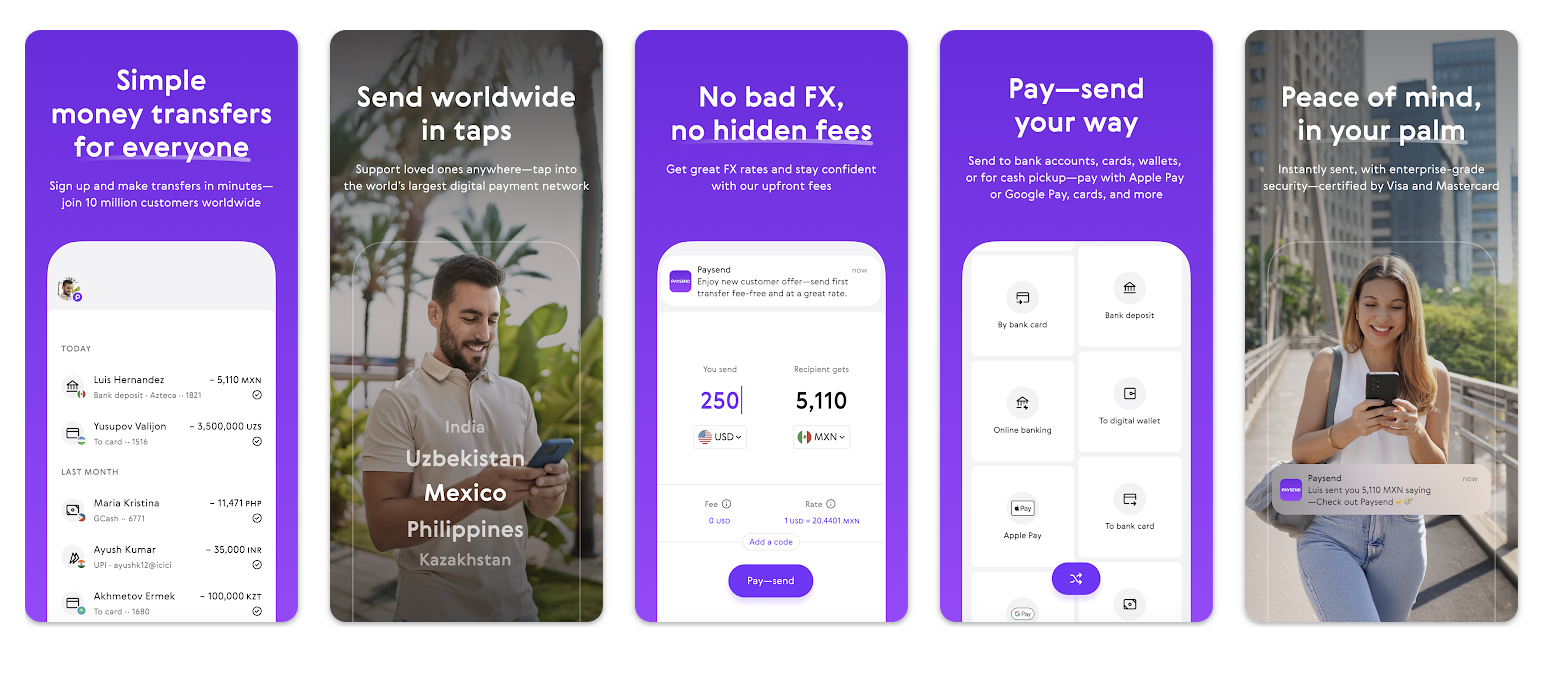 Simple
money transfers
for everyone
Sign up and make transfers in minutes—
join 10 million customers worldwide
TODAY
Luis Hernandez
– 5,110 MXN
Bank deposit · Azteca ·· 1821
Yusupov Valijon
– 3,500,000 UZS
To card ·· 1516
LAST MONTH
Maria Kristina
– 11,471 PHP
GCash ·· 6771
Ayush Kumar
– 35,000 INR
UPI · ayushk12@icici
Akhmetov Ermek
– 100,000 KZT
To card ·· 1680
Send worldwide
in taps
Support loved ones anywhere—tap into
the world's largest digital payment network
India
Uzbekistan
Mexico
Philippines
Kazakhstan
No bad FX,
no hidden fees
Get great FX rates and stay confident
with our upfront fees
PAYSEND
Paysend
now
Enjoy new customer offer—send first
transfer fee-free and at a great rate.
You send
Recipient gets
250
5,110
USD
MXN
Fee
Rate
0 USD
1 USD = 20.4401 MXN
Add a code
Pay—send
Pay—send
your way
Send to bank accounts, cards, wallets,
or for cash pickup—pay with Apple Pay
or Google Pay, cards, and more
By bank card
Bank deposit
Online banking
To digital wallet
Pay
Apple Pay
To bank card
G Pay
Peace of mind,
in your palm
Instantly sent, with enterprise-grade
security—certified by Visa and Mastercard
PAYSEND
Paysend
now
Luis sent you 5,110 MXN saying
—Check out Paysend